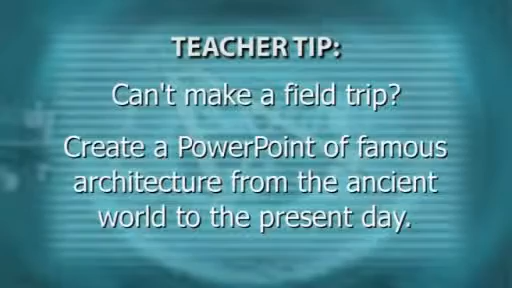 TEACHER TIP:
Can't make a field trip?
Create a PowerPoint of famous
architecture from the ancient
world to the present day.